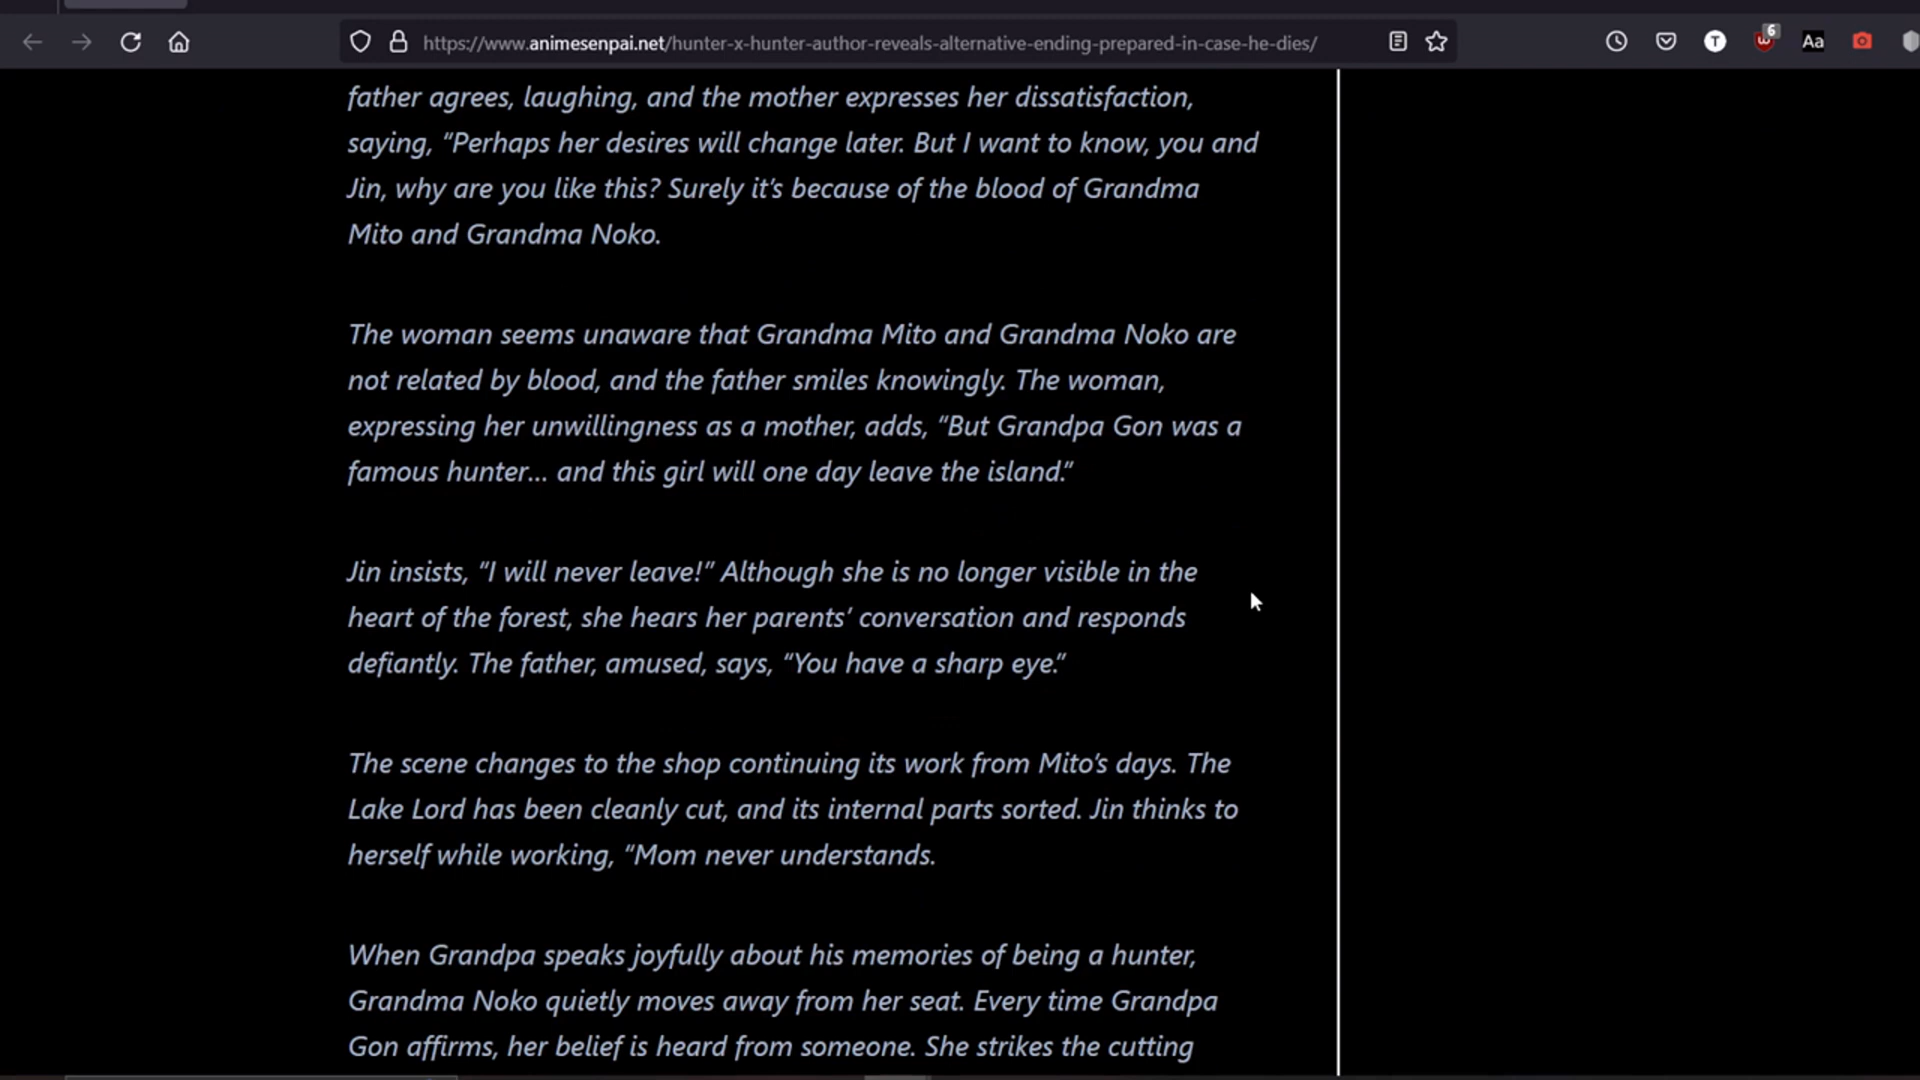 https://www.animesenpai.net/hunter-x-hunter-author-reveals-alternative-ending-prepared-in-case-he-dies/
T
6
Aa
father agrees, laughing, and the mother expresses her dissatisfaction,
saying, “Perhaps her desires will change later. But I want to know, you and
Jin, why are you like this? Surely it’s because of the blood of Grandma
Mito and Grandma Noko.
The woman seems unaware that Grandma Mito and Grandma Noko are
not related by blood, and the father smiles knowingly. The woman,
expressing her unwillingness as a mother, adds, “But Grandpa Gon was a
famous hunter… and this girl will one day leave the island.”
Jin insists, “I will never leave!” Although she is no longer visible in the
heart of the forest, she hears her parents’ conversation and responds
defiantly. The father, amused, says, “You have a sharp eye.”
The scene changes to the shop continuing its work from Mito’s days. The
Lake Lord has been cleanly cut, and its internal parts sorted. Jin thinks to
herself while working, “Mom never understands.
When Grandpa speaks joyfully about his memories of being a hunter,
Grandma Noko quietly moves away from her seat. Every time Grandpa
Gon affirms, her belief is heard from someone. She strikes the cutting